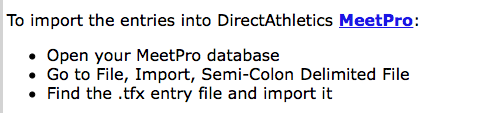 To import the entries into DirectAthletics MeetPro:
• Open your MeetPro database
• Go to File, Import, Semi-Colon Delimited File
• Find the .tfx entry file and import it